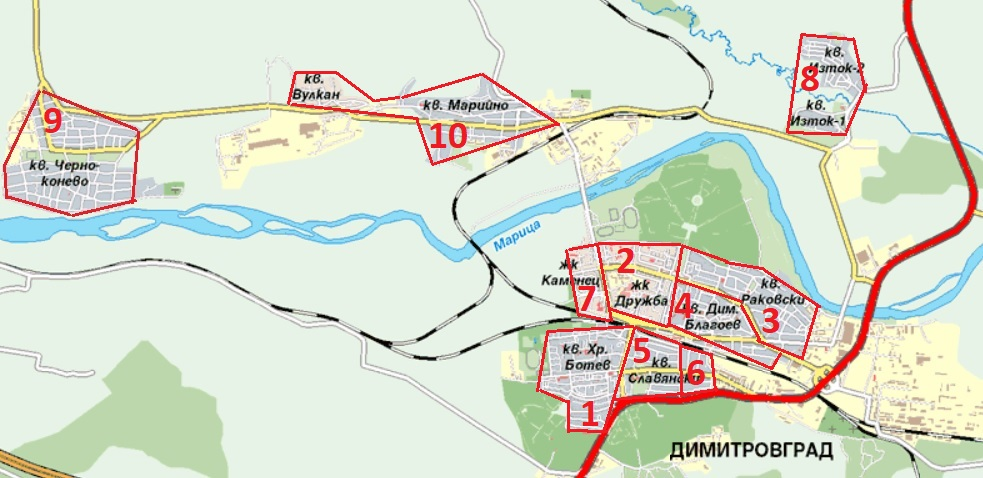 кв.
Вулкан
кв. Марийно
10
9
кв. Черно-
конево
кв.
Изток-2
8
кв.
Изток-1
Марица
жк
Каменец
7
2
жк
Дружба
4
кв. Дим.
Благоев
кв.
Раковски
3
кв. Хр.
Ботев
1
5
кв.
Славянски
6
ДИМИТРОВГРАД